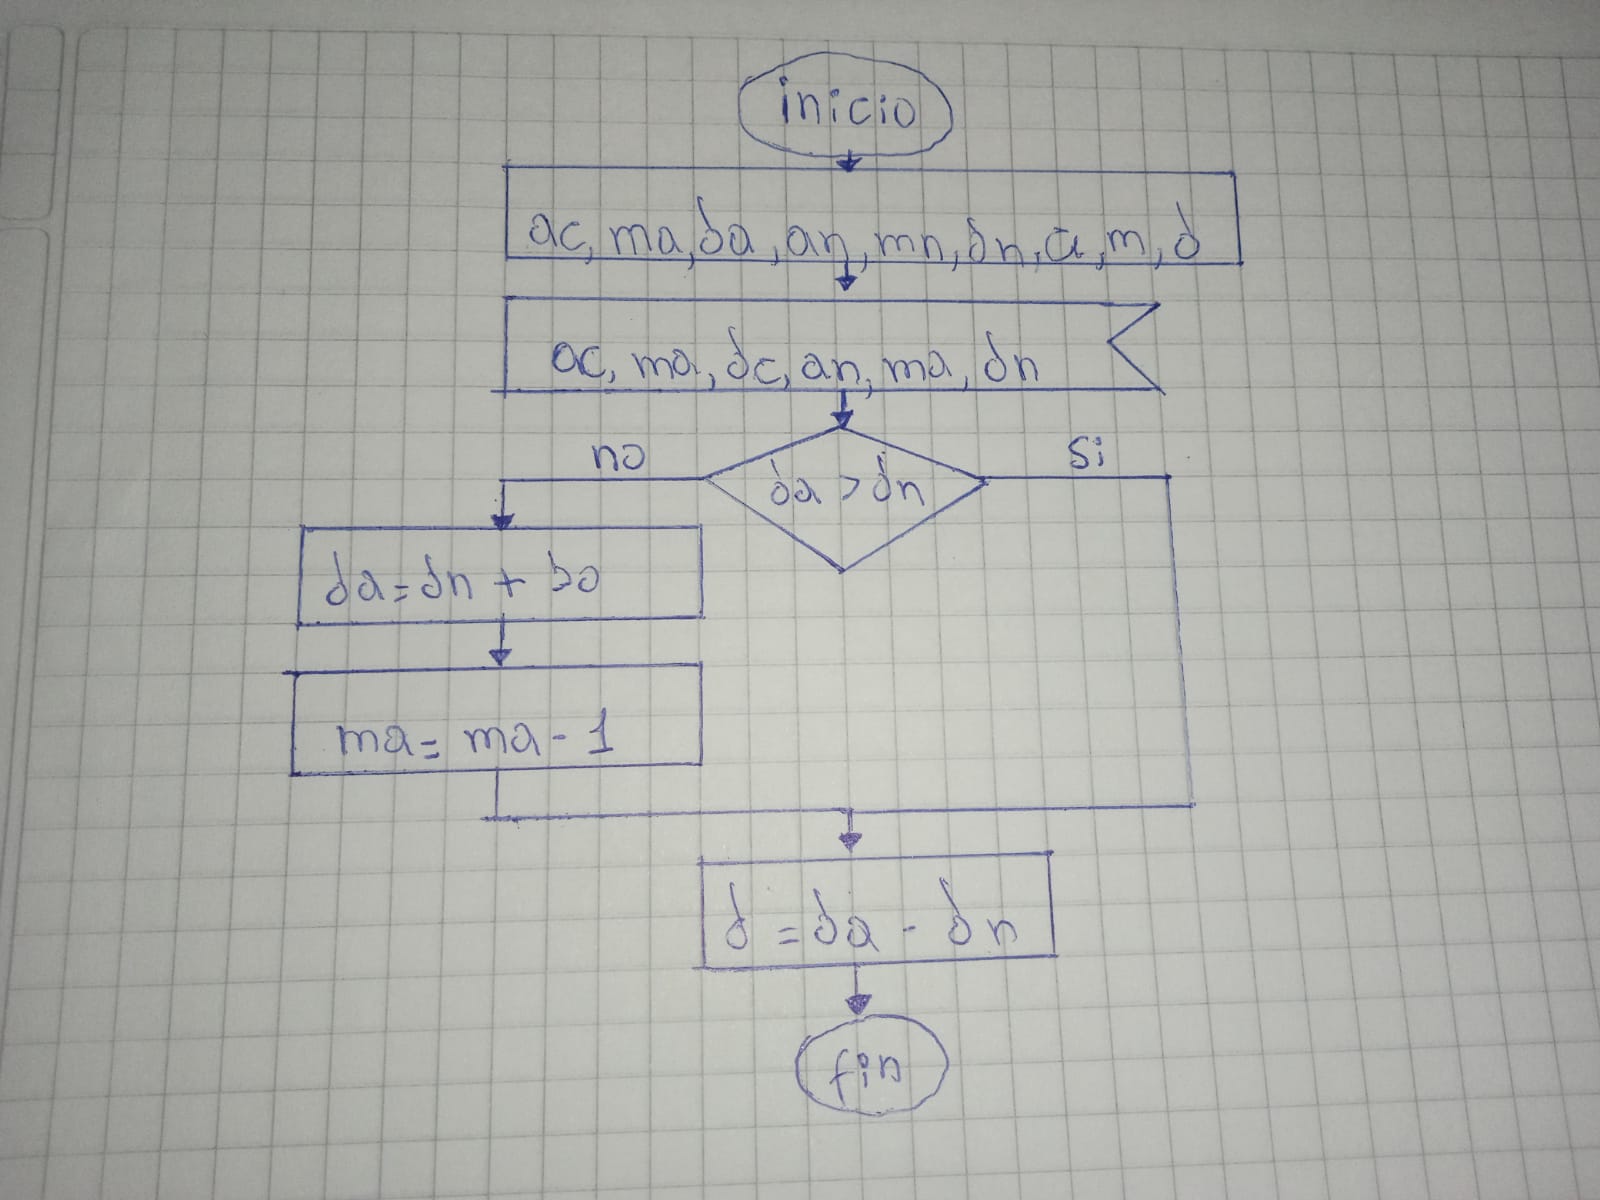 inicio
ac, ma, da, an, mn, dn, a, m, d
ac, ma, dc, an, ma, dn
no
si
da > dn
da = dn + 30
ma = ma - 1
d = da - dn
fin